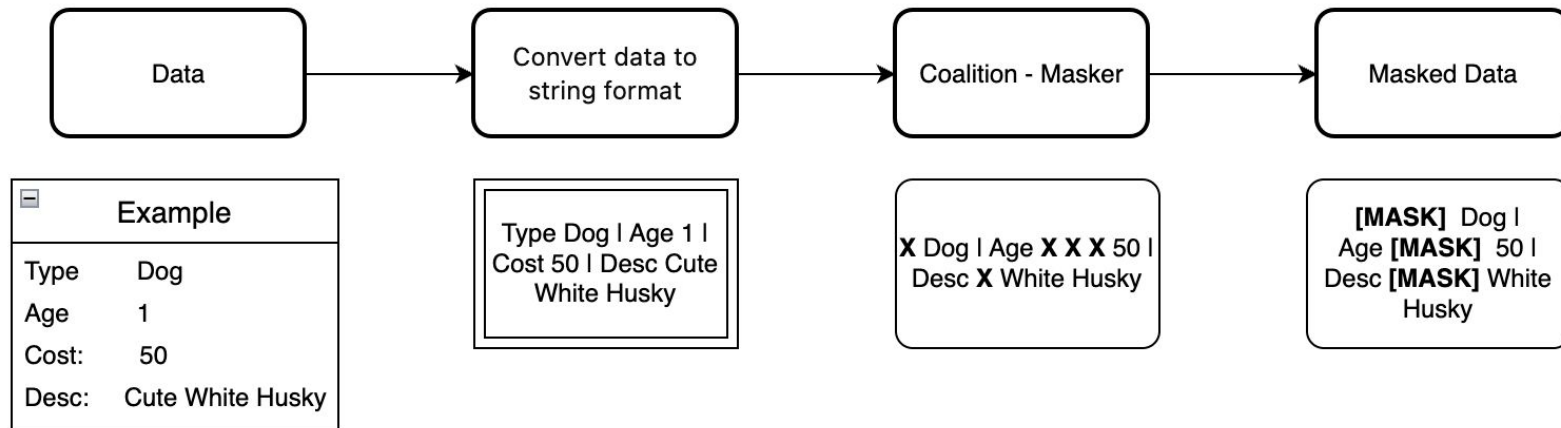 Data
Convert data to
string format
Coalition - Masker
Masked Data
Example
Type Dog
Age 1
Cost: 50
Desc: Cute White Husky
Type Dog | Age 1 |
Cost 50 | Desc Cute
White Husky
X Dog | Age X X X 50 |
Desc X White Husky
[MASK] Dog |
Age [MASK] 50 |
Desc [MASK] White
Husky